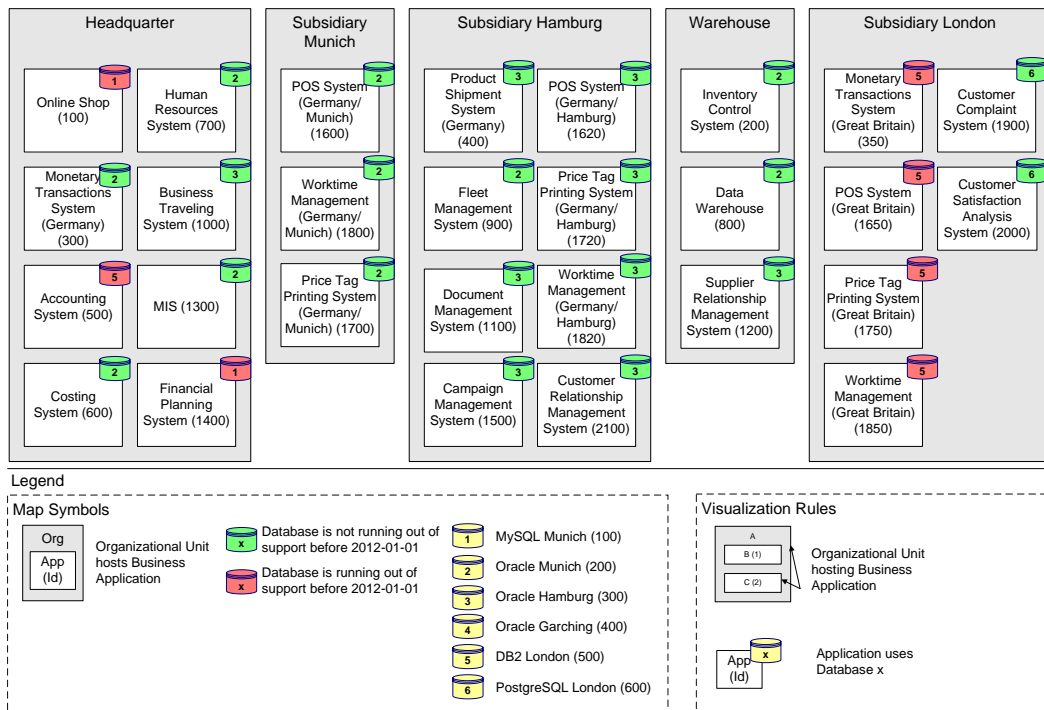 Headquarter
1
Online Shop
(100)
2
Human
Resources
System (700)
2
Monetary
Transactions
System
(Germany)
(300)
3
Business
Traveling
System (1000)
5
Accounting
System (500)
2
MIS (1300)
2
Costing
System (600)
1
Financial
Planning
System
(1400)
Subsidiary
Munich
2
POS System
(Germany/
Munich)
(1600)
2
Worktime
Management
(Germany/
Munich) (1800)
2
Price Tag
Printing System
(Germany/
Munich) (1700)
Subsidiary Hamburg
3
Product
Shipment
System
(Germany)
(400)
3
POS System
(Germany/
Hamburg)
(1620)
2
Fleet
Management
System (900)
3
Price Tag
Printing System
(Germany/
Hamburg)
(1720)
3
Document
Management
System (1100)
3
Worktime
Management
(Germany/
Hamburg)
(1820)
3
Campaign
Management
System (1500)
3
Customer
Relationship
Management
System (2100)
Warehouse
2
Inventory
Control
System (200)
2
Data
Warehouse
(800)
3
Supplier
Relationship
Management
System (1200)
Subsidiary London
5
Monetary
Transactions
System
(Great Britain)
(350)
6
Customer
Complaint
System (1900)
5
POS System
(Great
Britain) (1650)
6
Customer
Satisfaction
Analysis
System (2000)
5
Price Tag
Printing System
(Great Britain)
(1750)
5
Worktime
Management
(Great Britain)
(1850)
Legend
Map Symbols
Org
App
(Id)
Organizational Unit
hosts Business
Application
x
Database is not running out of
support before 2012-01-01
x
Database is running out of
support before 2012-01-01
1
MySQL Munich (100)
2
Oracle Munich (200)
3
Oracle Hamburg (300)
4
Oracle Garching (400)
5
DB2 London (500)
6
PostgreSQL London (600)
Visualization Rules
A
B (1)
C (2)
Organizational Unit
hosting Business
Application
x
App
(Id)
Application uses
Database x